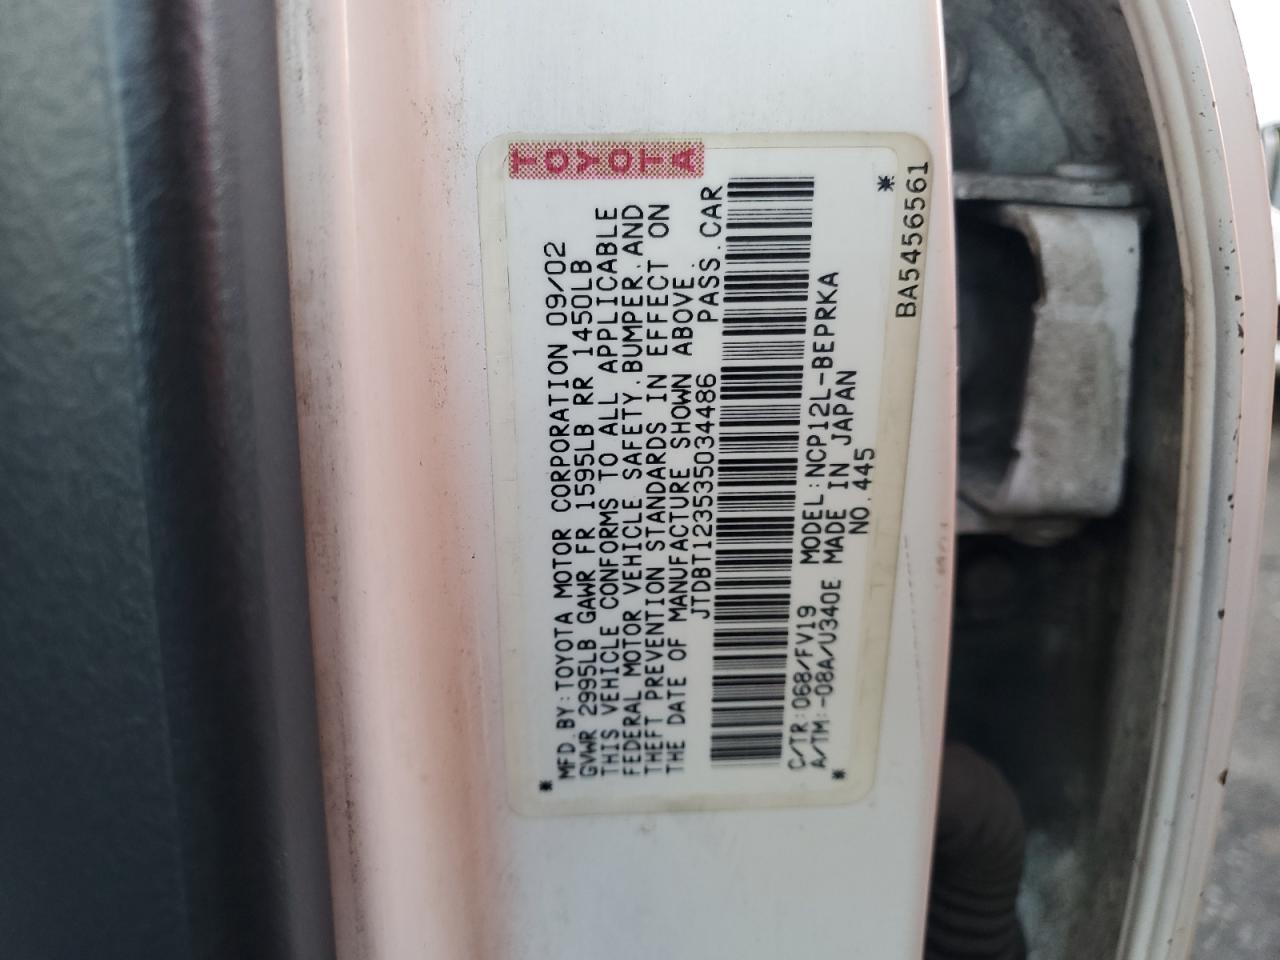 TOYOTA
MFD. BY: TOYOTA MOTOR CORPORATION 09/02
GVWR 2995LB GAWR FR 1595LB RR 1450LB
THIS VEHICLE CONFORMS TO ALL APPLICABLE
FEDERAL MOTOR VEHICLE SAFETY, BUMPER, AND
THEFT PREVENTION STANDARDS IN EFFECT ON
THE DATE OF MANUFACTURE SHOWN ABOVE.
JTDBT123535034486 PASS. CAR
C/TR:068/FV19 MODEL:NCP12L-BEPRKA
A/TM:-08A/U340E MADE IN JAPAN
NO.445
BA5456561